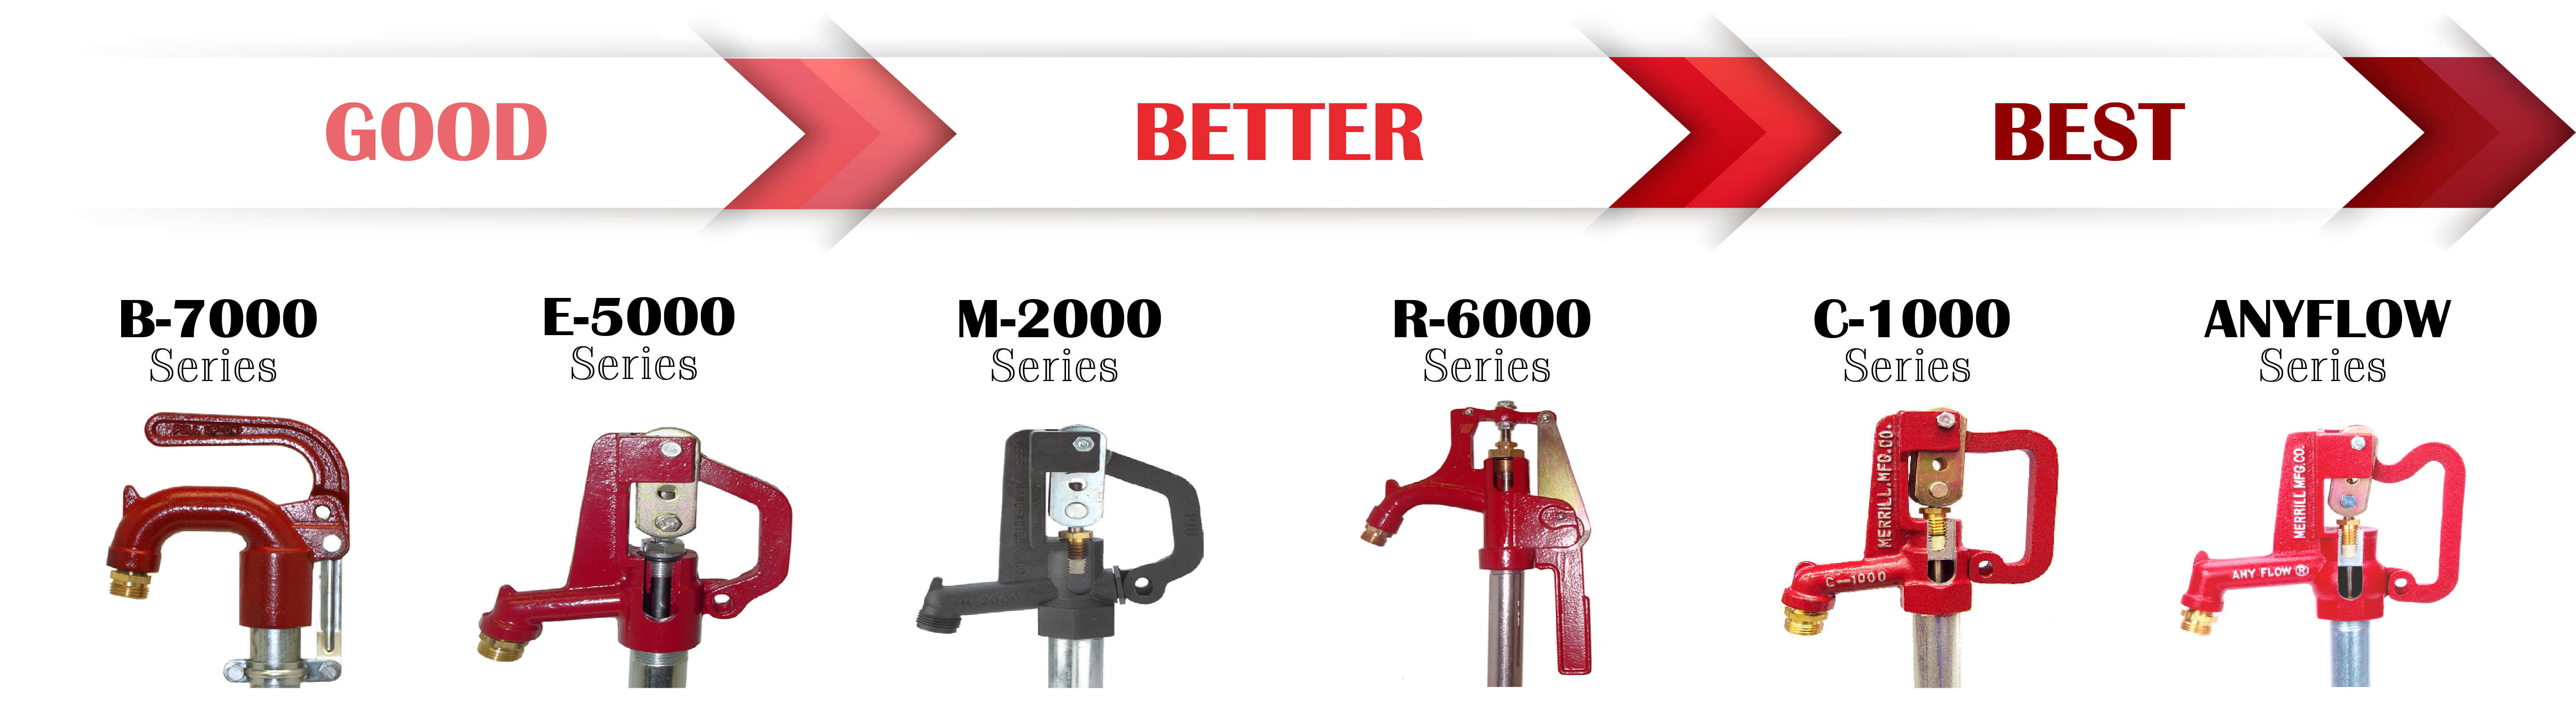 GOOD
BETTER
BEST
B-7000
Series
E-5000
Series
M-2000
Series
R-6000
Series
C-1000
Series
ANYFLOW
Series
M-2000
MERRILL.MFG.CO.
C-1000
MERRILL.MFG.CO.
ANY FLOW ®